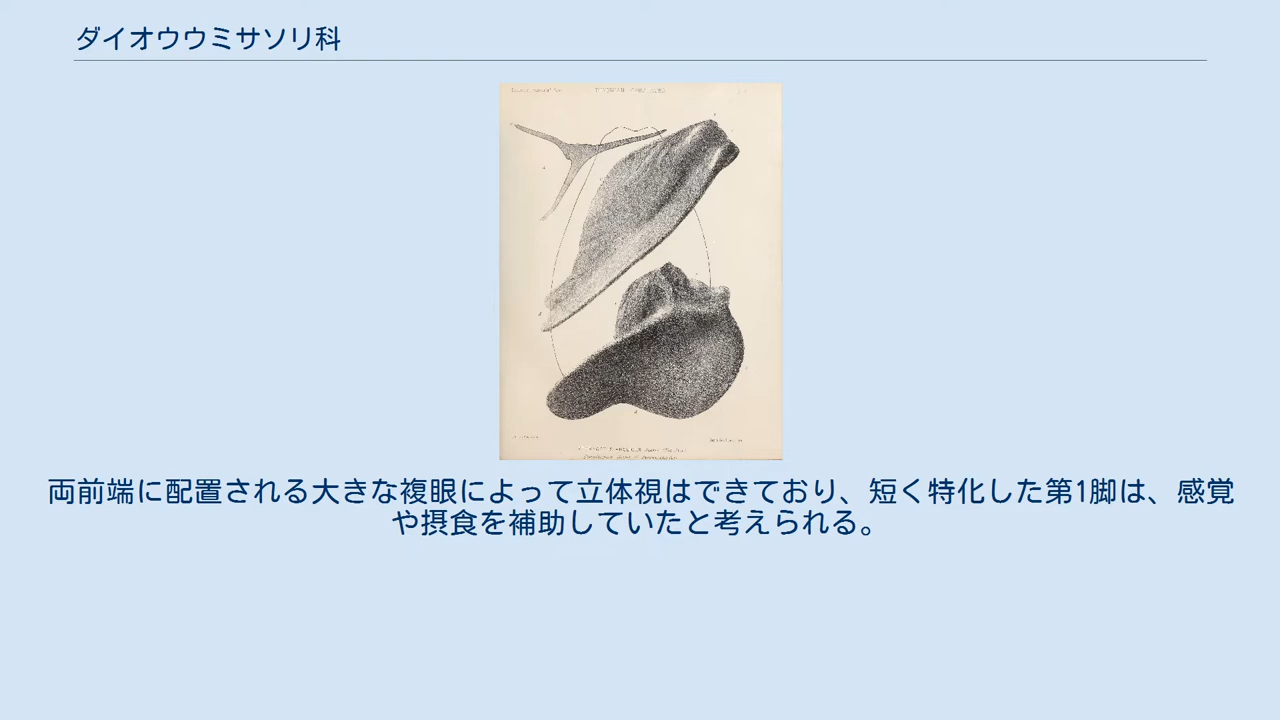 ダイオウウミサソリ科
両前端に配置される大きな複眼によって立体視はできており、短く特化した第1脚は、感覚
や摂食を補助していたと考えられる。